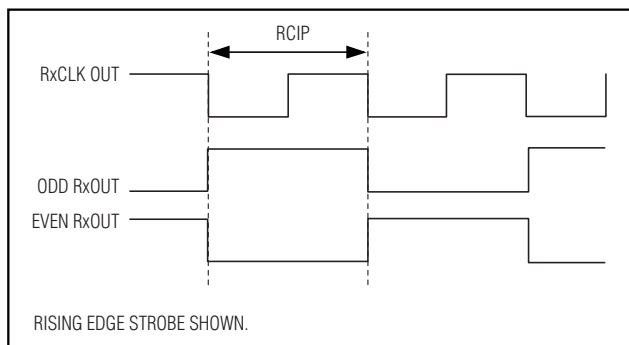 RCIP
RxCLK OUT
ODD RxOUT
EVEN RxOUT
RISING EDGE STROBE SHOWN.